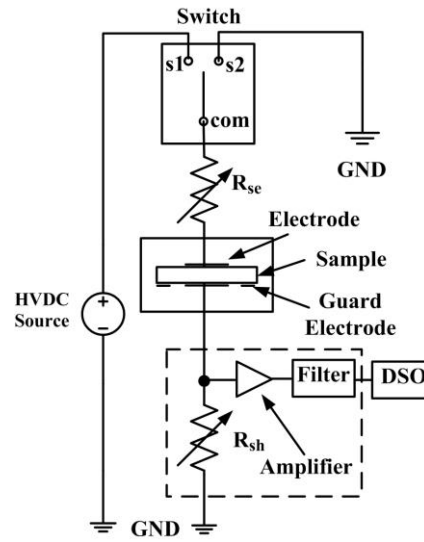 Switch
s1 s2
com
GND
Rse
Electrode
Sample
Guard
Electrode
HVDC
Source
+
−
Filter
DSO
Rsh
Amplifier
GND